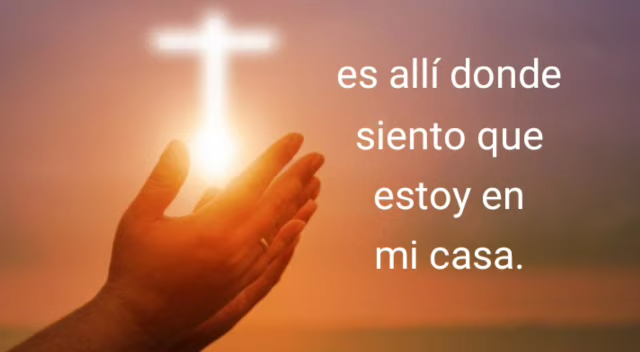 es allí donde
siento que
estoy en
mi casa.